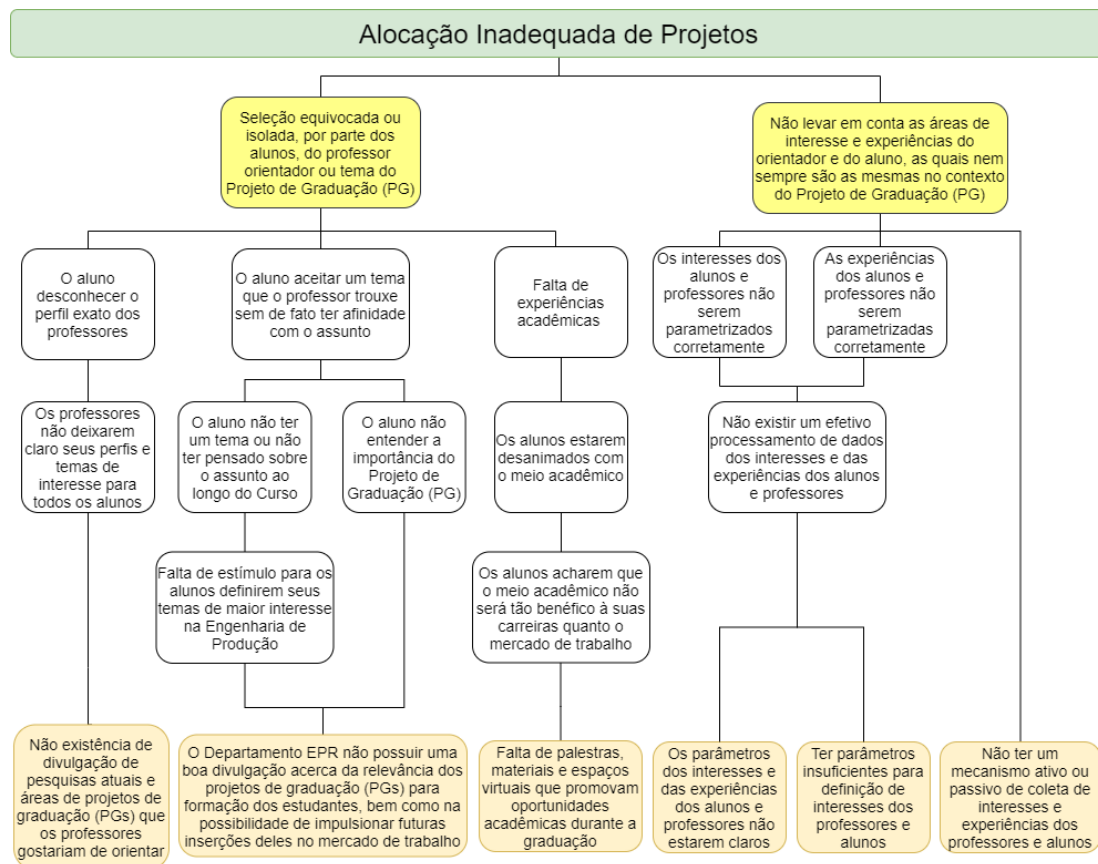 Alocação Inadequada de Projetos
Seleção equivocada ou
isolada, por parte dos
alunos, do professor
orientador ou tema do
Projeto de Graduação (PG)
Não levar em conta as áreas de
interesse e experiências do
orientador e do aluno, as quais nem
sempre são as mesmas no contexto
do Projeto de Graduação (PG)
O aluno
desconhecer o
perfil exato dos
professores
O aluno aceitar um tema
que o professor trouxe
sem de fato ter afinidade
com o assunto
Falta de
experiências
acadêmicas
Os interesses dos
alunos e
professores não
serem
parametrizados
corretamente
As experiências
dos alunos e
professores não
serem
parametrizadas
corretamente
Os professores
não deixarem
claro seus perfis e
temas de
interesse para
todos os alunos
O aluno não ter
um tema ou não
ter pensado sobre
o assunto ao
longo do Curso
O aluno não
entender a
importância do
Projeto de
Graduação (PG)
Os alunos estarem
desanimados com
o meio acadêmico
Não existir um efetivo
processamento de dados
dos interesses e das
experiências dos alunos
e professores
Falta de estímulo para os
alunos definirem seus
temas de maior interesse
na Engenharia de
Produção
Os alunos acharem que
o meio acadêmico não
será tão benéfico à suas
carreiras quanto o
mercado de trabalho
Não existência de
divulgação de
pesquisas atuais e
áreas de projetos de
graduação (PGs) que
os professores
gostariam de orientar
O Departamento EPR não possuir uma
boa divulgação acerca da relevância dos
projetos de graduação (PGs) para
formação dos estudantes, bem como na
possibilidade de impulsionar futuras
inserções deles no mercado de trabalho
Falta de palestras,
materiais e espaços
virtuais que promovam
oportunidades
acadêmicas durante a
graduação
Os parâmetros
dos interesses e
das experiências
dos alunos e
professores não
estarem claros
Ter parâmetros
insuficientes para
definição de
interesses dos
professores e
alunos
Não ter um
mecanismo ativo ou
passivo de coleta de
interesses e
experiências dos
professores e alunos